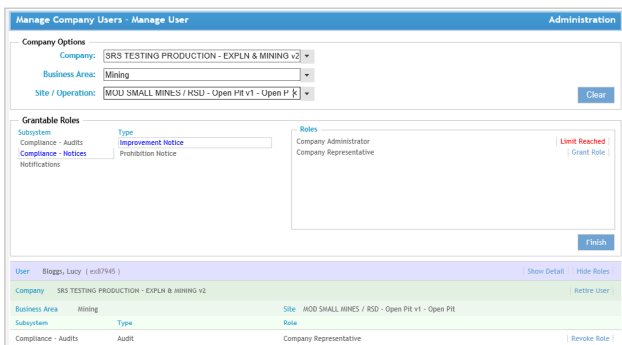 Manage Company Users - Manage User Administration
Company Options
Company: SRS TESTING PRODUCTION - EXPLN & MINING v2
Business Area: Mining
Site / Operation: MOD SMALL MINES / RSD - Open Pit v1 - Open P
Clear
Grantable Roles
Subsystem Type Roles
Compliance - Audits Improvement Notice Company Administrator Limit Reached
Compliance - Notices Prohibition Notice Company Representative Grant Role
Notifications
Finish
User Bloggs, Lucy ( ex87945 ) Show Detail Hide Roles
Company SRS TESTING PRODUCTION - EXPLN & MINING v2 Retire User
Business Area Mining Site MOD SMALL MINES / RSD - Open Pit v1 - Open Pit
Subsystem Type Role
Compliance - Audits Audit Company Representative Revoke Role